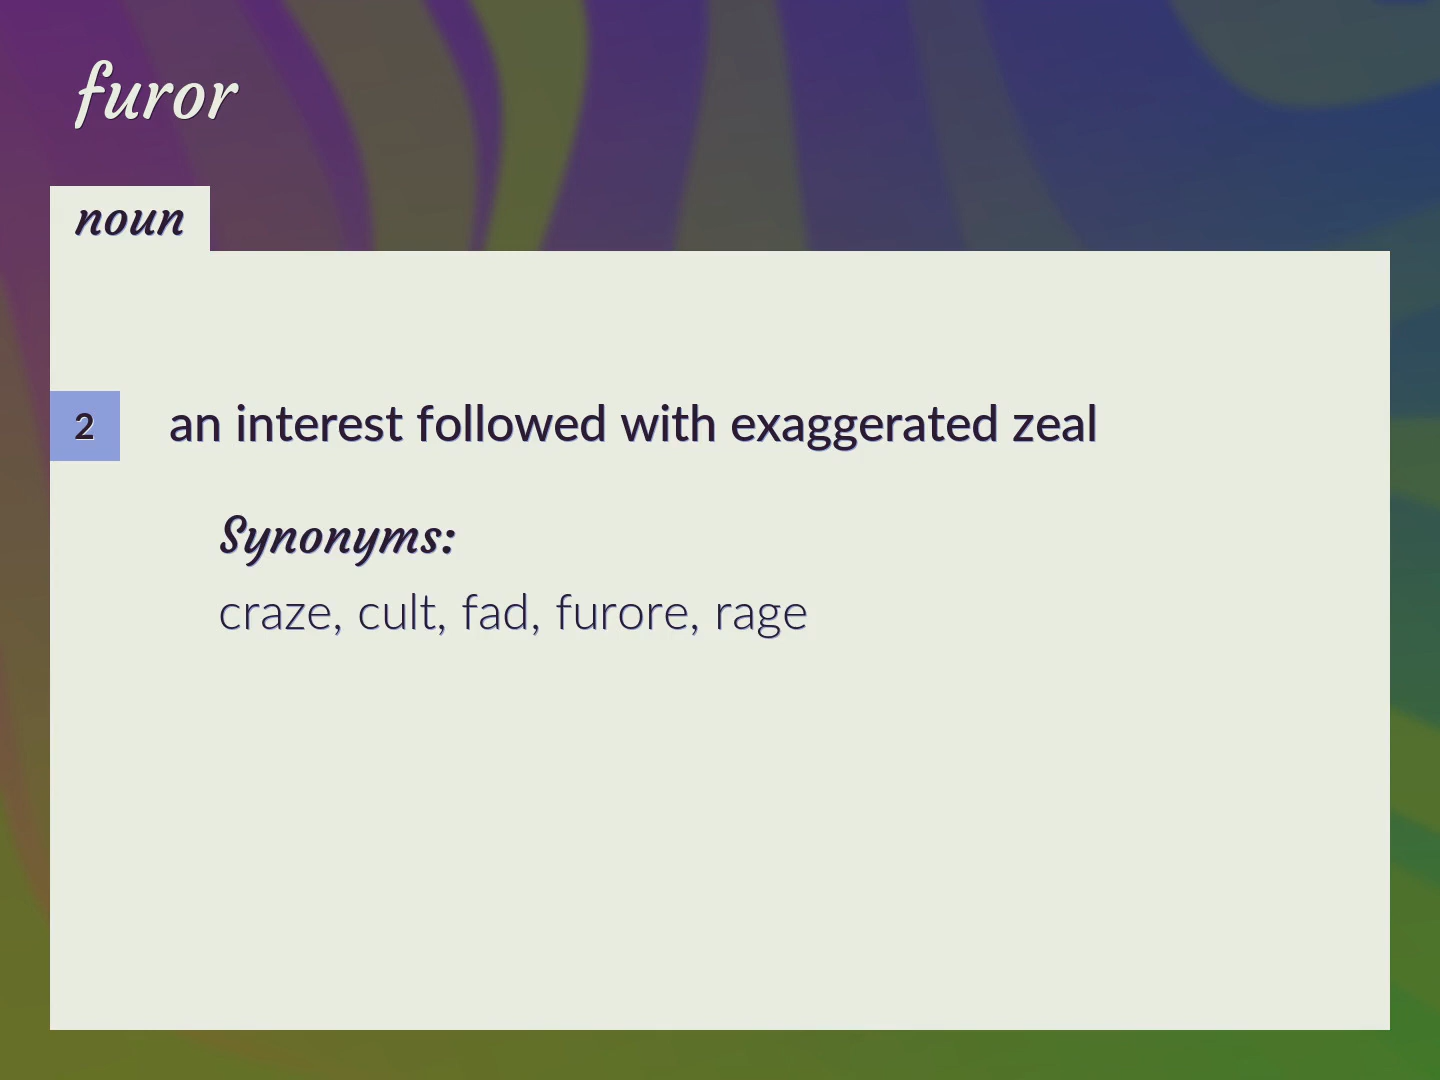 furor
noun
2
an interest followed with exaggerated zeal
Synonyms:
craze, cult, fad, furore, rage